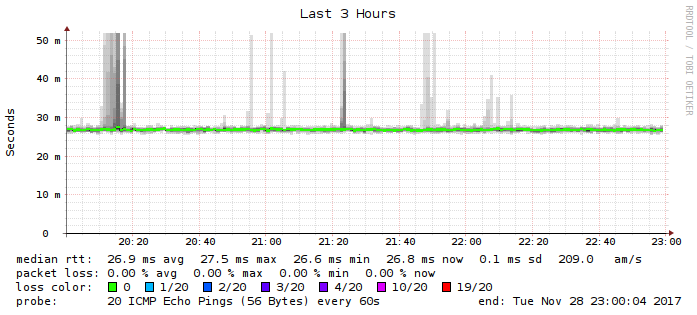 Last 3 Hours
RRDTOOL / TOBI OETIKER
Seconds
50 m
40 m
30 m
20 m
10 m
0
20:20 20:40 21:00 21:20 21:40 22:00 22:20 22:40 23:00
median rtt: 26.9 ms avg 27.5 ms max 26.6 ms min 26.8 ms now 0.1 ms sd 209.0 am/s
packet loss: 0.00 % avg 0.00 % max 0.00 % min 0.00 % now
loss color: 0 1/20 2/20 3/20 4/20 10/20 19/20
probe: 20 ICMP Echo Pings (56 Bytes) every 60s end: Tue Nov 28 23:00:04 2017